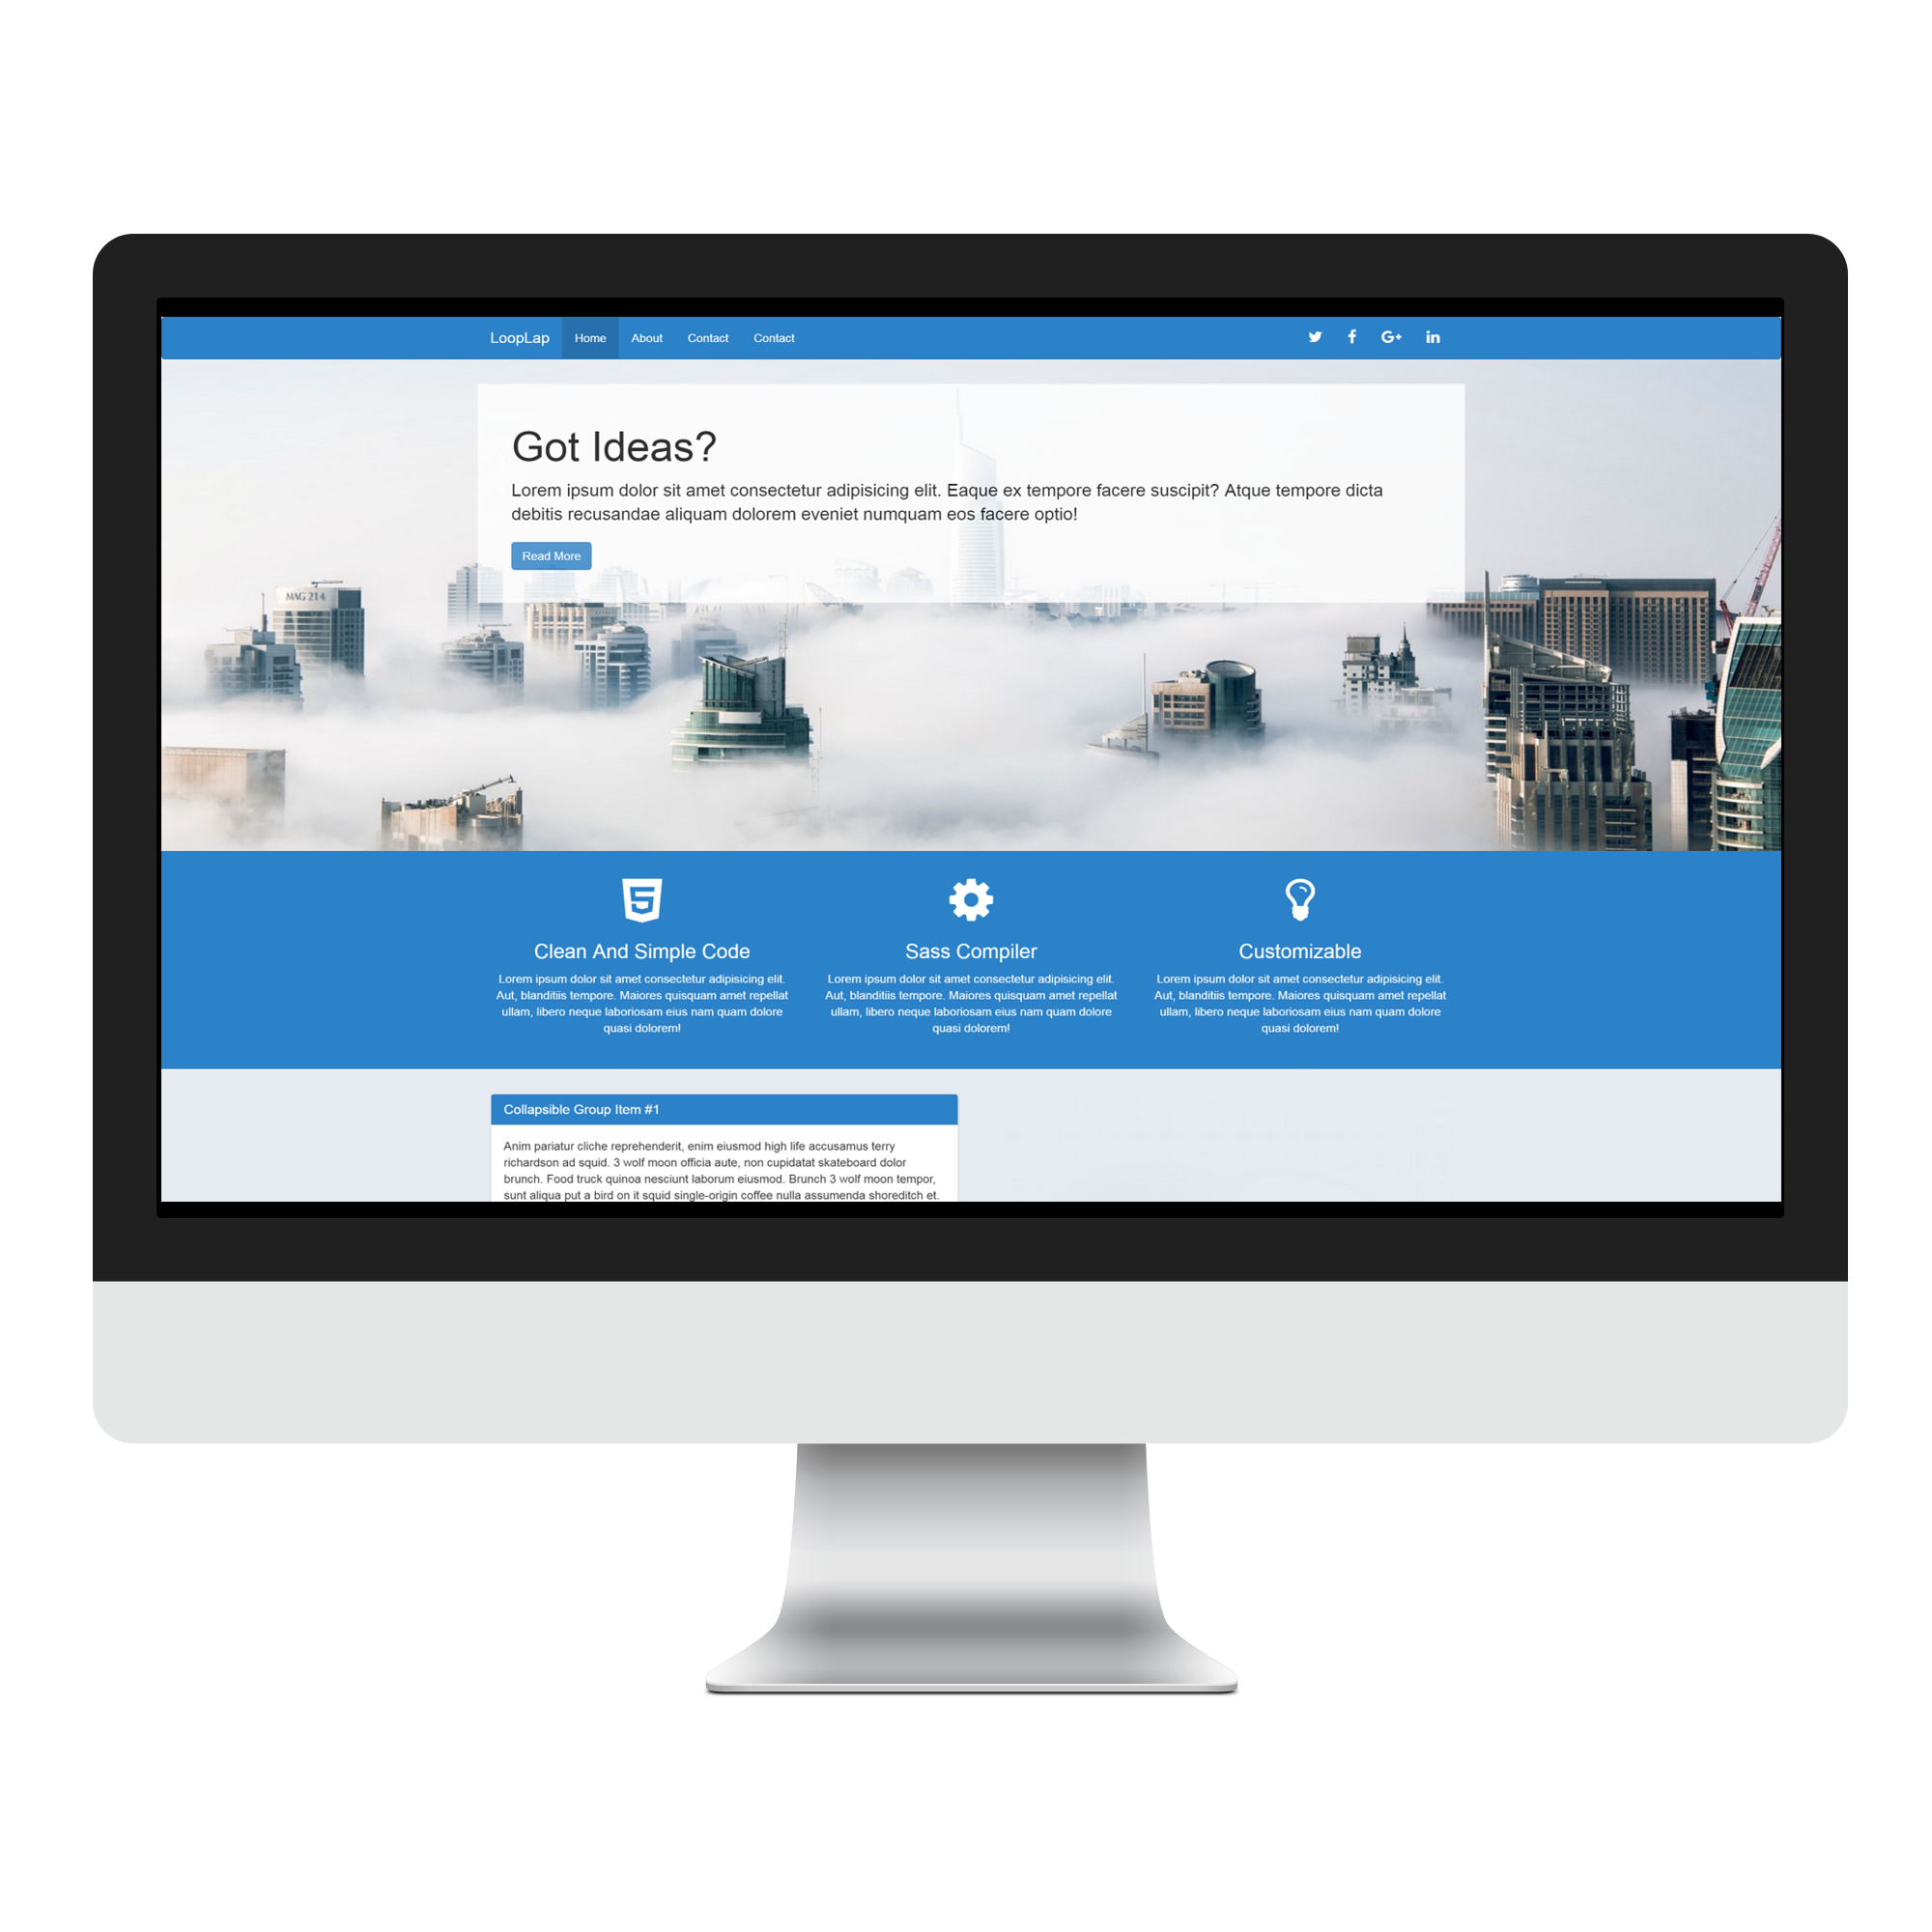 LoopLap Home About Contact Contact
Got Ideas?
Lorem ipsum dolor sit amet consectetur adipisicing elit. Eaque ex tempore facere suscipit? Atque tempore dicta
debitis recusandae aliquam dolorem eveniet numquam eos facere optio!
Read More
MAG 214
Clean And Simple Code
Lorem ipsum dolor sit amet consectetur adipisicing elit.
Aut, blanditiis tempore. Maiores quisquam amet repellat
ullam, libero neque laboriosam eius nam quam dolore
quasi dolorem!
Sass Compiler
Lorem ipsum dolor sit amet consectetur adipisicing elit.
Aut, blanditiis tempore. Maiores quisquam amet repellat
ullam, libero neque laboriosam eius nam quam dolore
quasi dolorem!
Customizable
Lorem ipsum dolor sit amet consectetur adipisicing elit.
Aut, blanditiis tempore. Maiores quisquam amet repellat
ullam, libero neque laboriosam eius nam quam dolore
quasi dolorem!
Collapsible Group Item #1
Anim pariatur cliche reprehenderit, enim eiusmod high life accusamus terry
richardson ad squid. 3 wolf moon officia aute, non cupidatat skateboard dolor
brunch. Food truck quinoa nesciunt laborum eiusmod. Brunch 3 wolf moon tempor,
sunt aliqua put a bird on it squid single-origin coffee nulla assumenda shoreditch et.